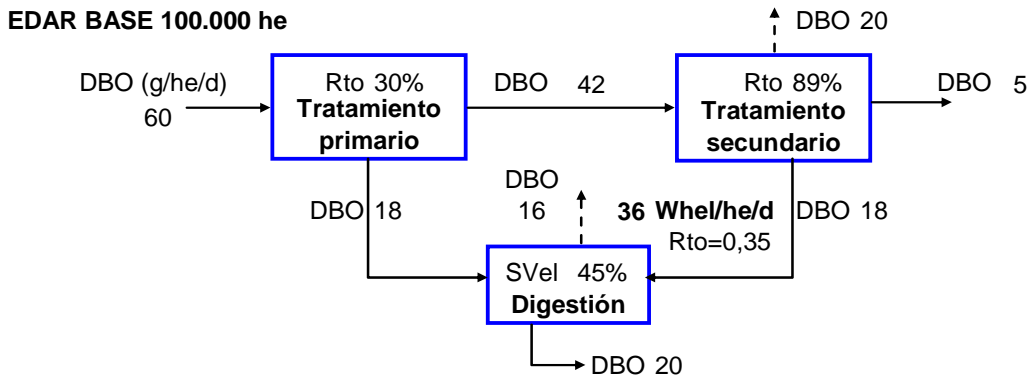 EDAR BASE 100.000 he
DBO 20
DBO (g/he/d)
60
Rto 30%
Tratamiento
primario
DBO 42
Rto 89%
Tratamiento
secundario
DBO 5
DBO 18
DBO
16
36 Whel/he/d
Rto=0,35
DBO 18
SVel 45%
Digestión
DBO 20